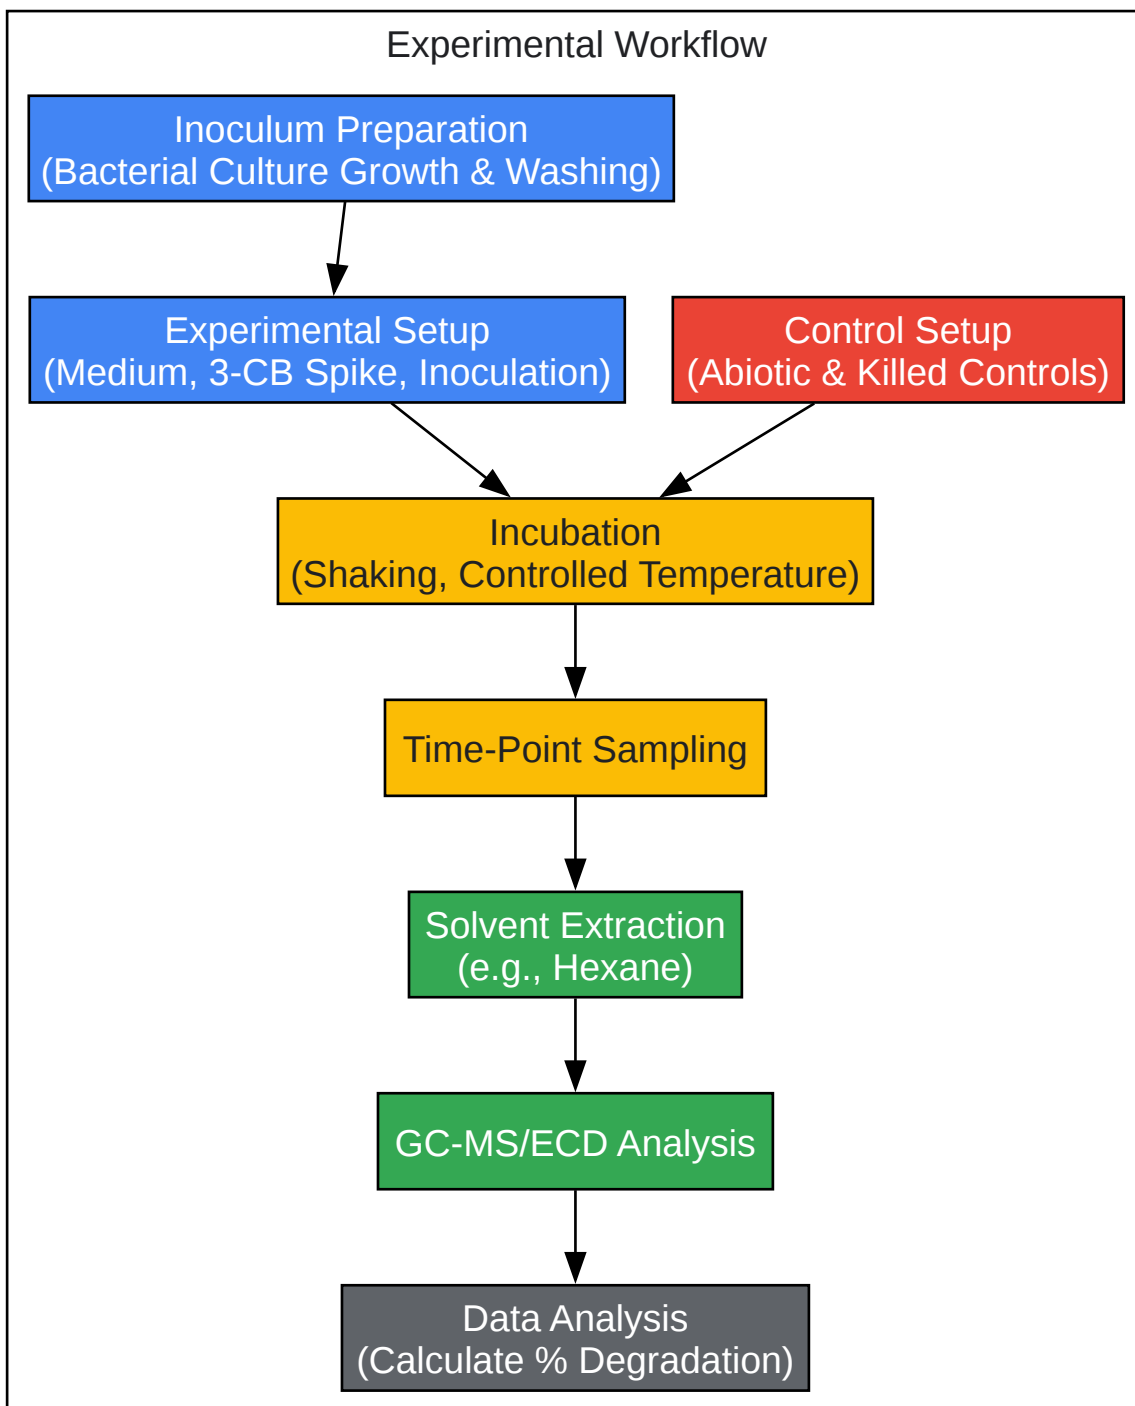 Experimental Workflow
Inoculum Preparation
(Bacterial Culture Growth & Washing)
Experimental Setup
(Medium, 3-CB Spike, Inoculation)
Control Setup
(Abiotic & Killed Controls)
Incubation
(Shaking, Controlled Temperature)
Time-Point Sampling
Solvent Extraction
(e.g., Hexane)
GC-MS/ECD Analysis
Data Analysis
(Calculate % Degradation)